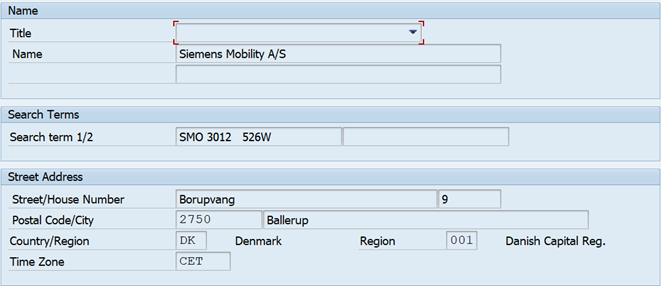 Name
Title
Name Siemens Mobility A/S
Search Terms
Search term 1/2 SMO 3012 526W
Street Address
Street/House Number Borupvang 9
Postal Code/City 2750 Ballerup
Country/Region DK Denmark Region 001 Danish Capital Reg.
Time Zone CET